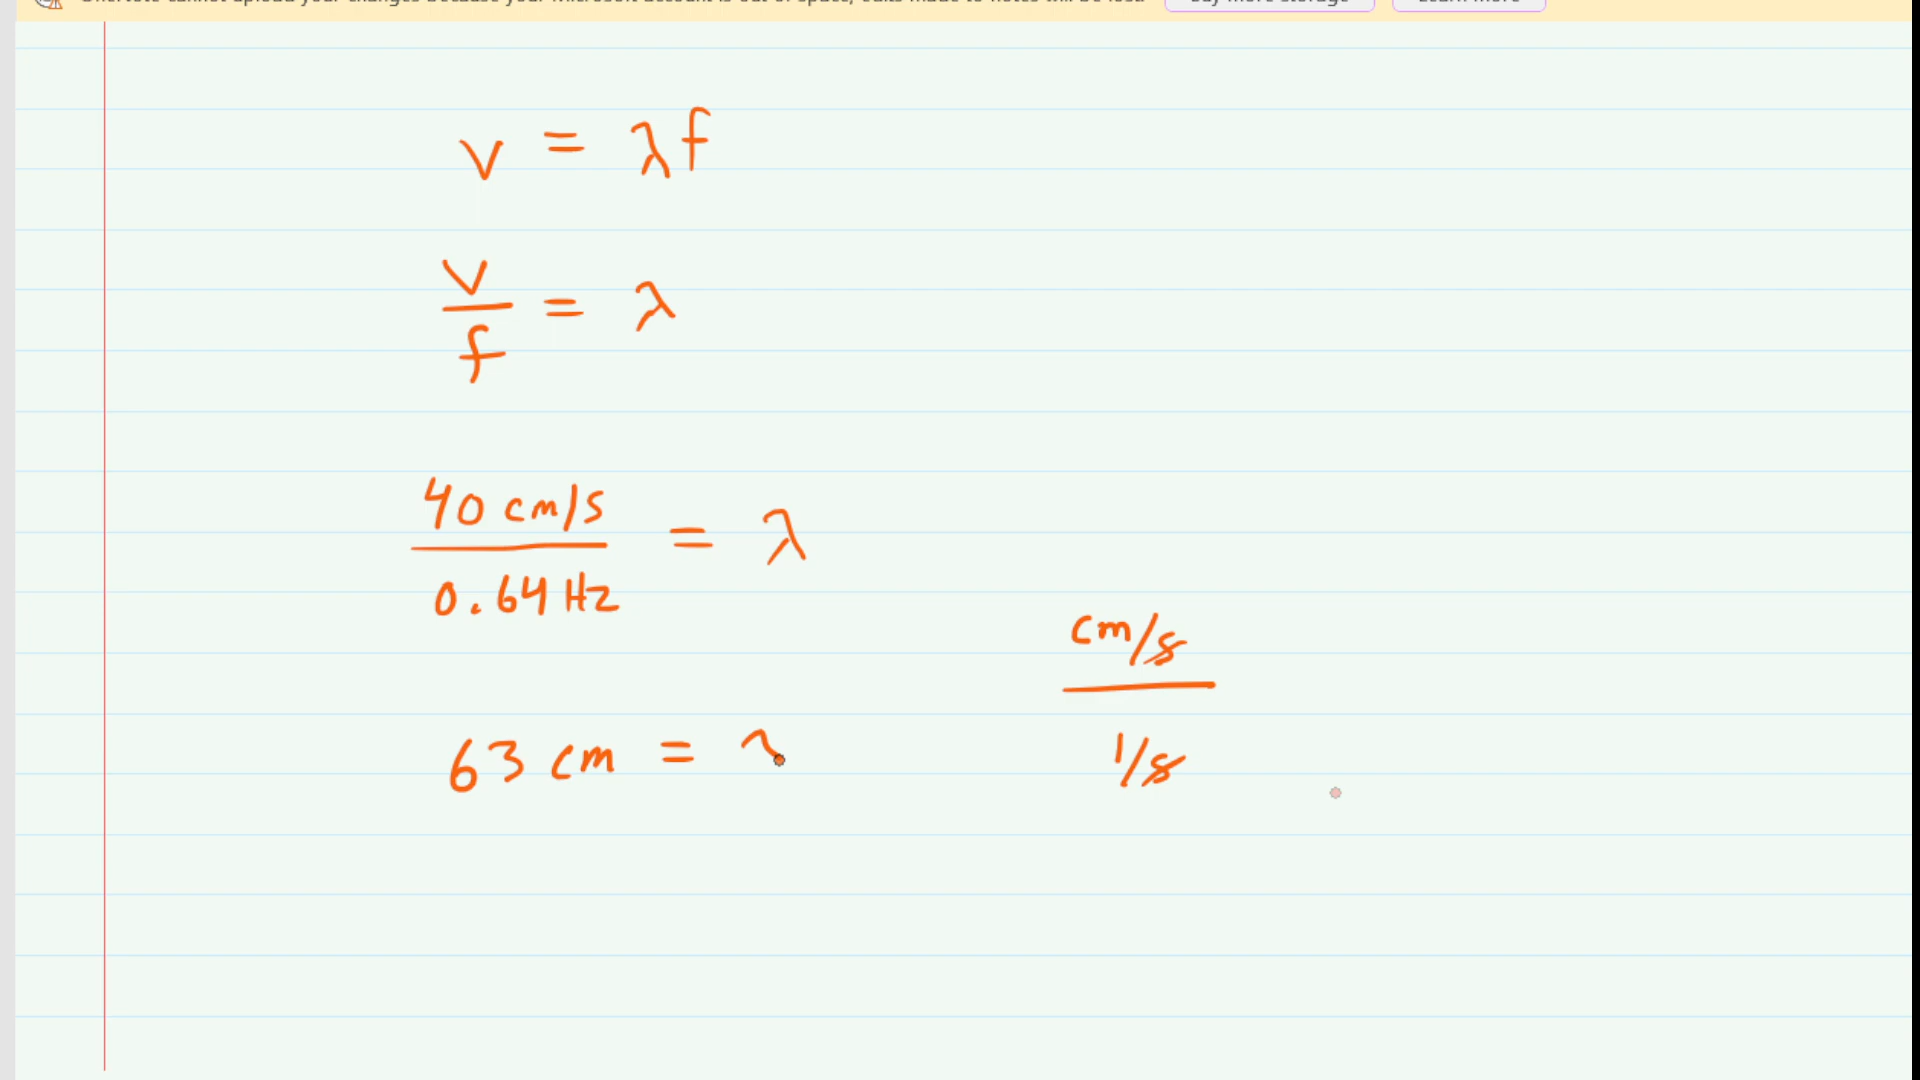 v = λf
v/f = λ
40 cm/s
/ 0.64 Hz = λ
cm/s
/ 1/s
63 cm =